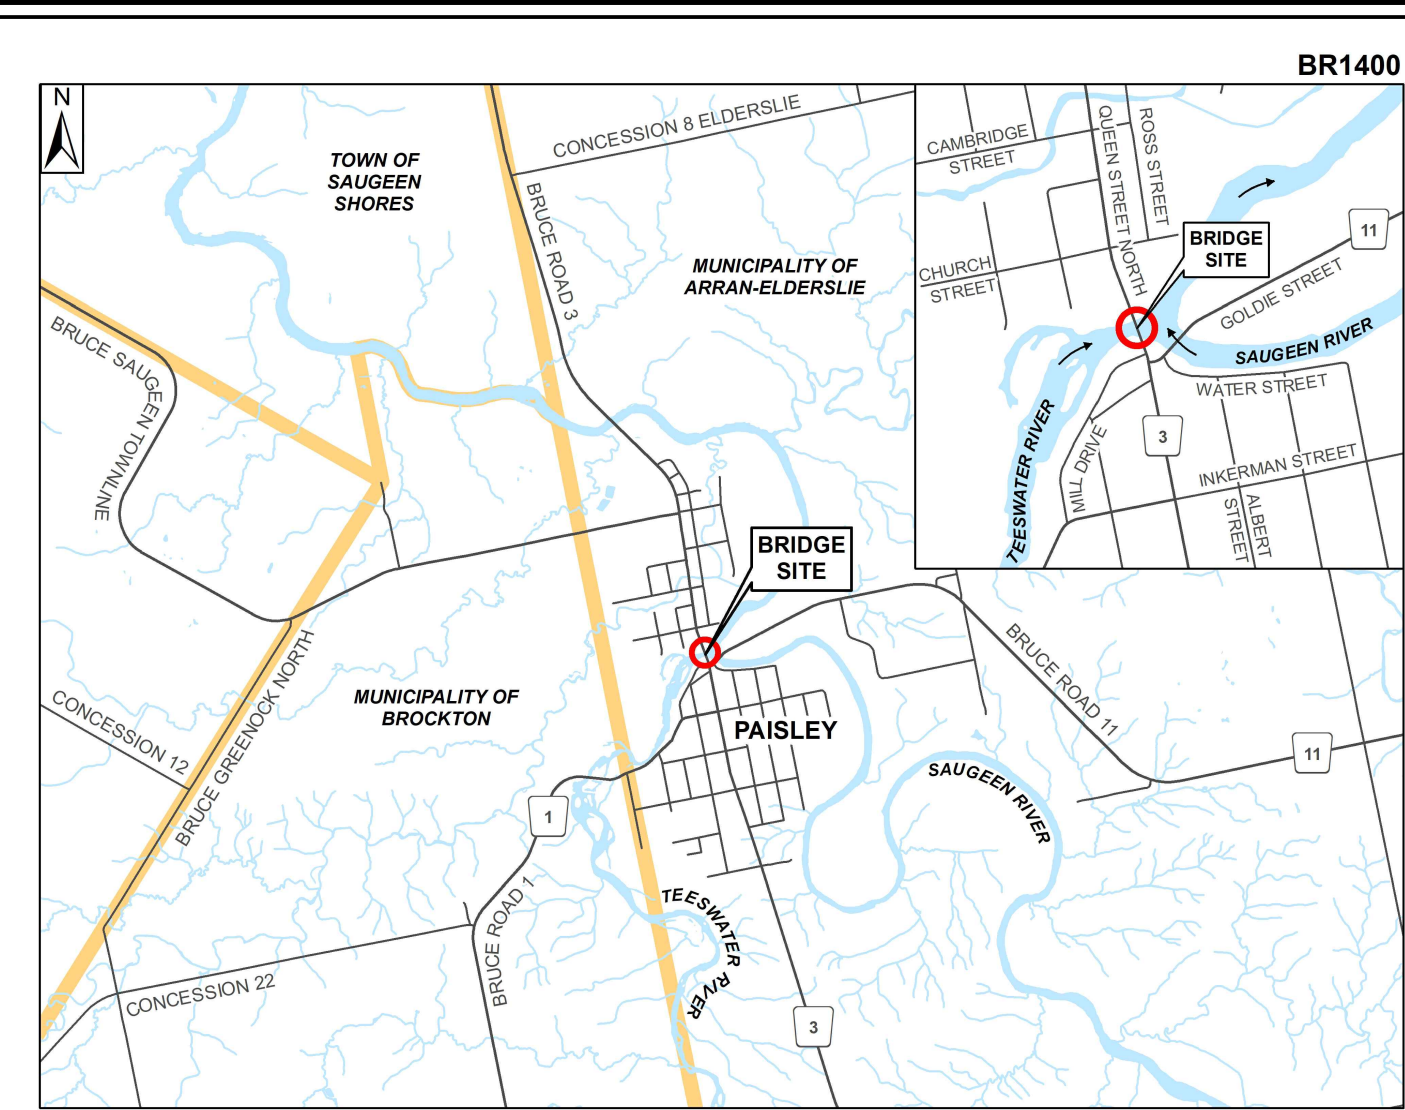 BR1400
N
TOWN OF
SAUGEEN
SHORES
CONCESSION 8 ELDERSLIE
BRUCE ROAD 3
MUNICIPALITY OF
ARRAN-ELDERSLIE
BRUCE SAUGEEN TOWNLINE
BRIDGE
SITE
MUNICIPALITY OF
BROCKTON
PAISLEY
BRUCE GREENOCK NORTH
CONCESSION 12
BRUCE ROAD 11
11
SAUGEEN RIVER
1
BRUCE ROAD 1
TEESWATER
RIVER
CONCESSION 22
3
CAMBRIDGE
STREET
QUEEN STREET NORTH
ROSS STREET
BRIDGE
SITE
11
CHURCH
STREET
GOLDIE STREET
SAUGEEN RIVER
WATER STREET
TEESWATER RIVER
MILL DRIVE
3
INKERMAN STREET
ALBERT
STREET